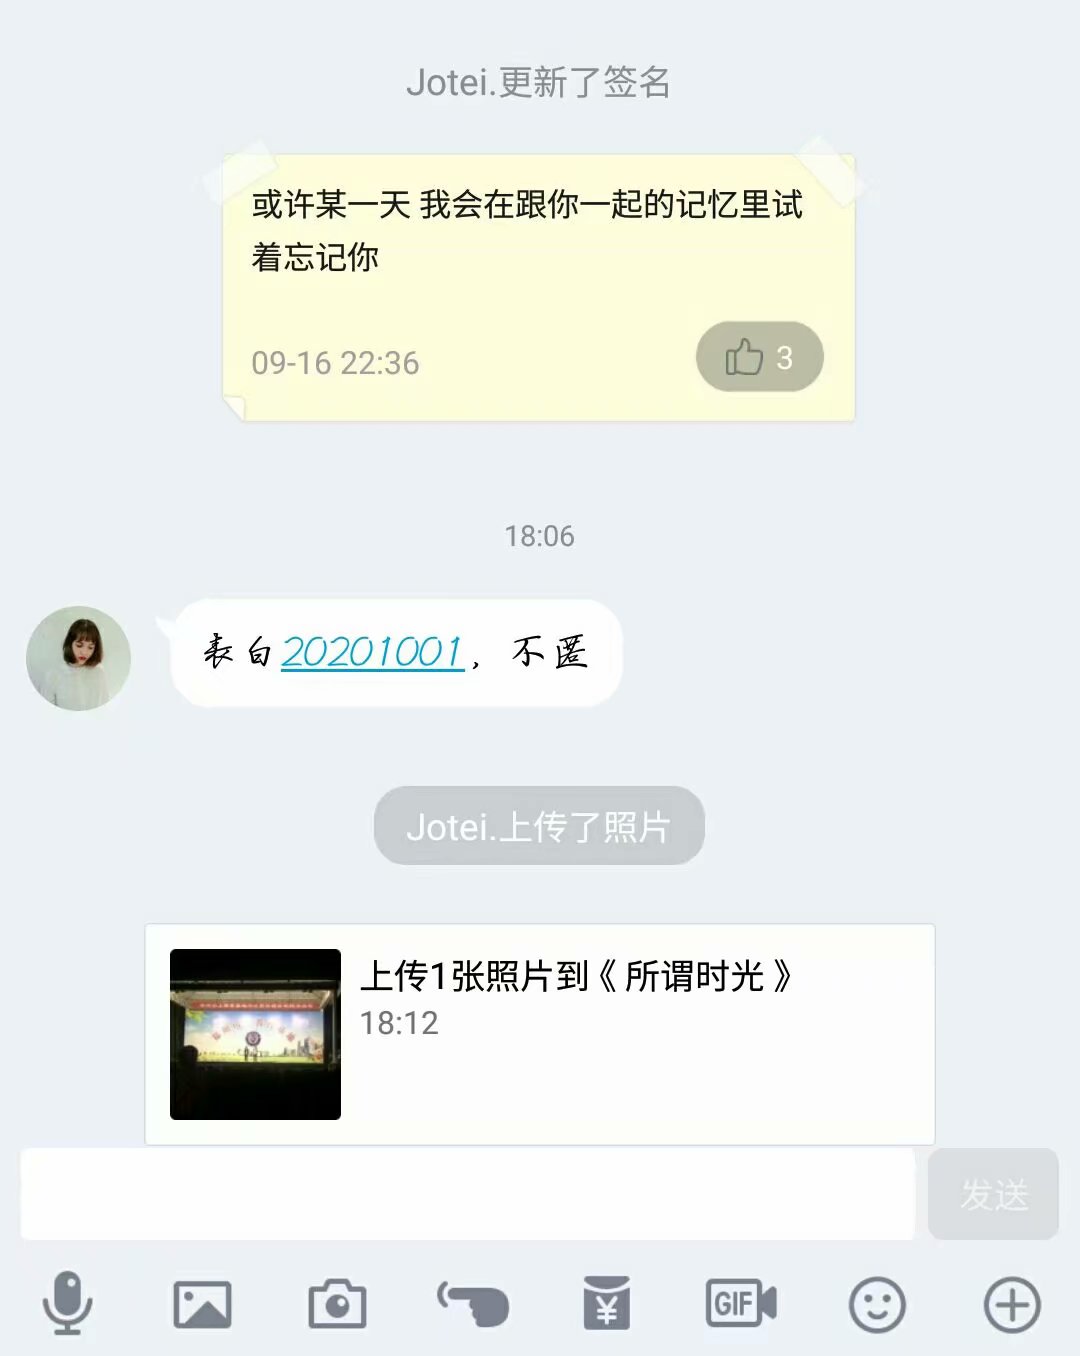 Jotei.更新了签名
或许某一天 我会在跟你一起的记忆里试
着忘记你
09-16 22:36
3
18:06
表白20201001，不匿
Jotei.上传了照片
上传1张照片到《 所谓时光 》
18:12
发送
GIF